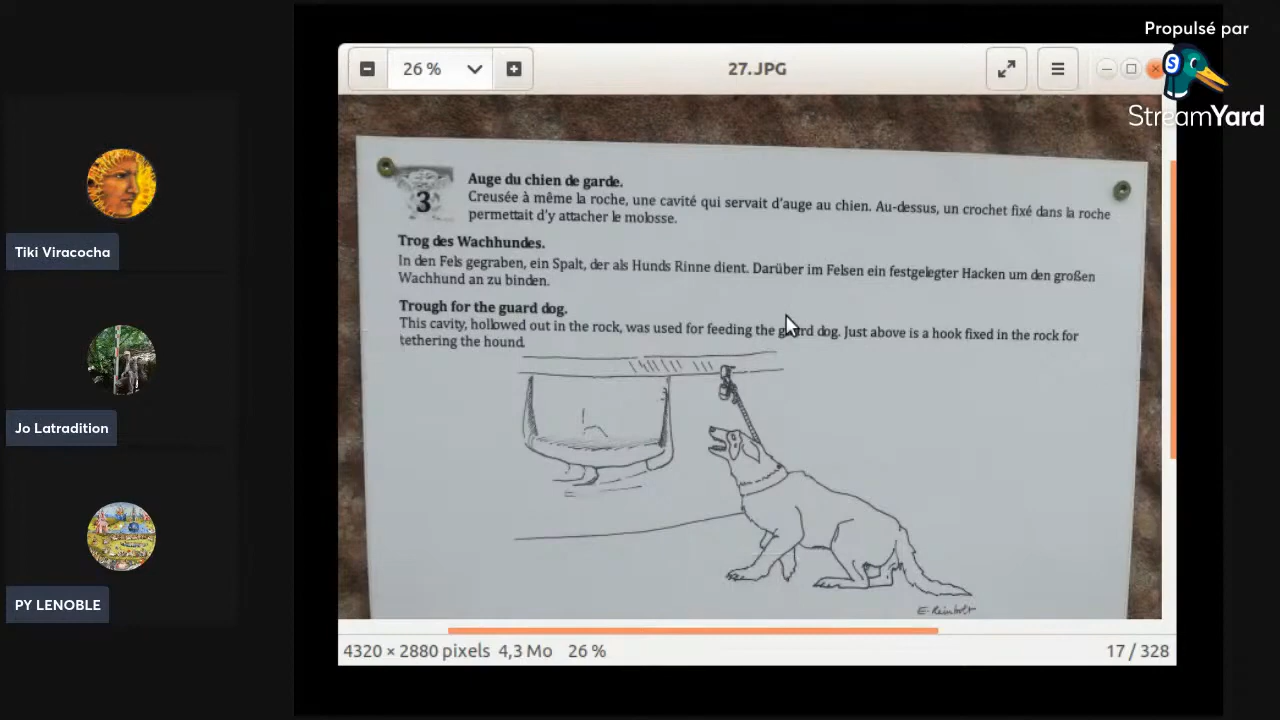 Propulsé par
StreamYard
26 %
27.JPG
Tiki Viracocha
Jo Latradition
PY LENOBLE
3
Auge du chien de garde.
Creusée à même la roche, une cavité qui servait d'auge au chien. Au-dessus, un crochet fixé dans la roche
permettait d'y attacher le molosse.
Trog des Wachhundes.
In den Fels gegraben, ein Spalt, der als Hunds Rinne dient. Darüber im Felsen ein festgelegter Hacken um den großen
Wachhund an zu binden.
Trough for the guard dog.
This cavity, hollowed out in the rock, was used for feeding the guard dog. Just above is a hook fixed in the rock for
tethering the hound.
4320 × 2880 pixels 4,3 Mo 26 %
17 / 328